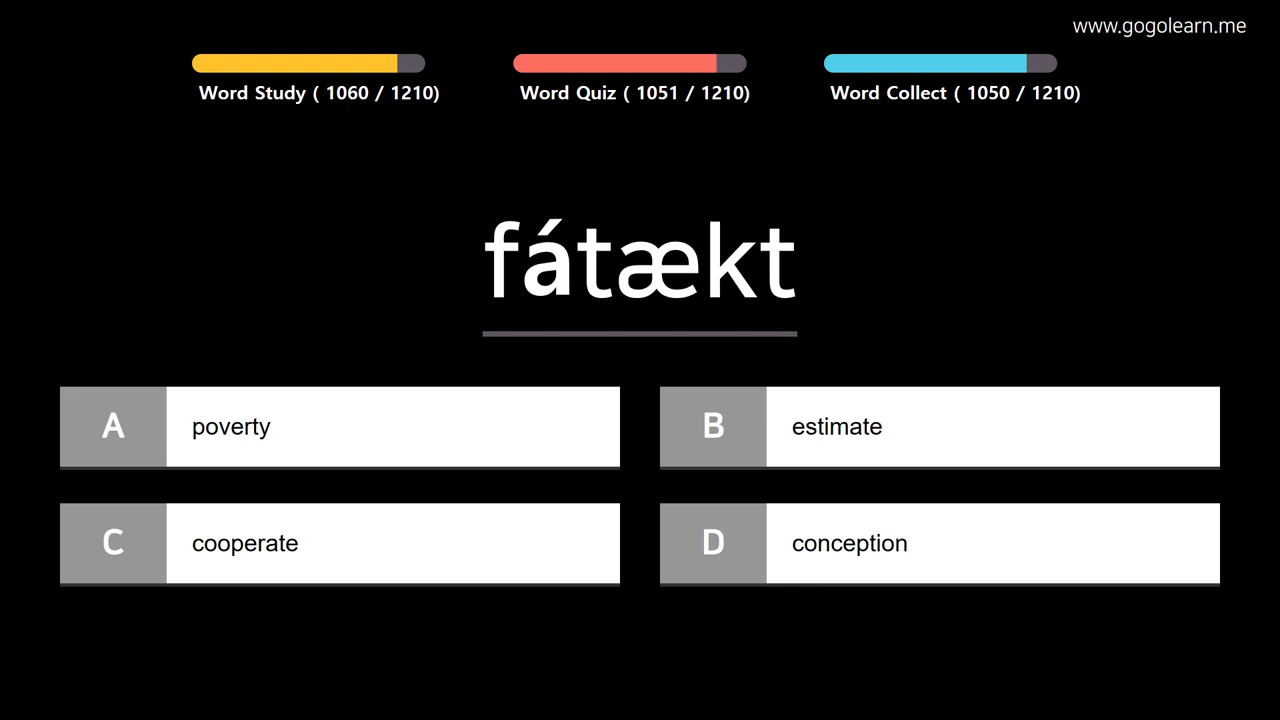 www.gogolearn.me
Word Study ( 1060 / 1210)
Word Quiz ( 1051 / 1210)
Word Collect ( 1050 / 1210)
fátækt
A poverty
B estimate
C cooperate
D conception